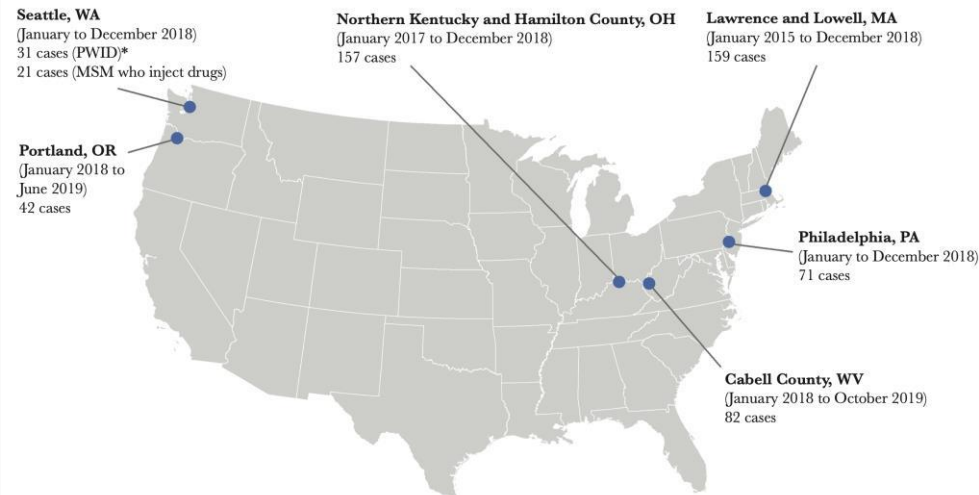 Seattle, WA
(January to December 2018)
31 cases (PWID)*
21 cases (MSM who inject drugs)
Northern Kentucky and Hamilton County, OH
(January 2017 to December 2018)
157 cases
Lawrence and Lowell, MA
(January 2015 to December 2018)
159 cases
Portland, OR
(January 2018 to
June 2019)
42 cases
Philadelphia, PA
(January to December 2018)
71 cases
Cabell County, WV
(January 2018 to October 2019)
82 cases